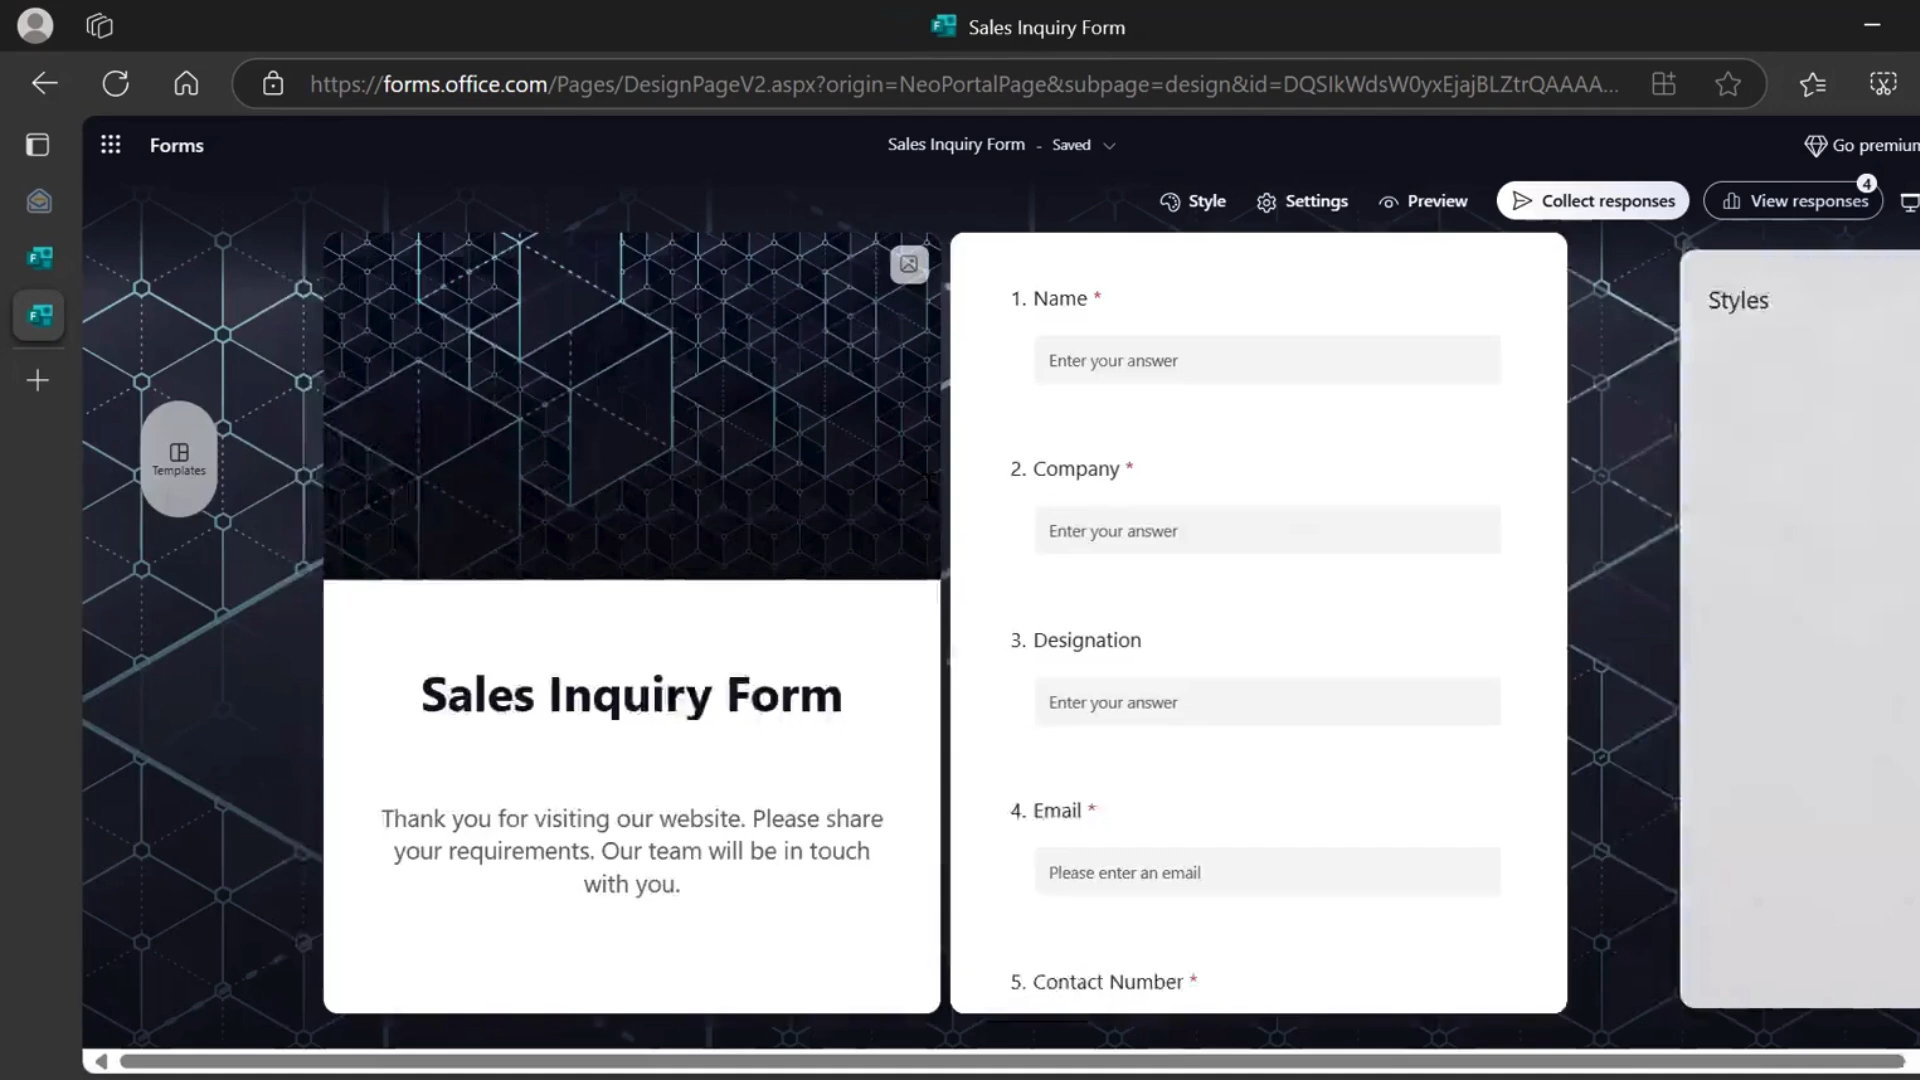 Sales Inquiry Form
https://forms.office.com/Pages/DesignPageV2.aspx?origin=NeoPortalPage&subpage=design&id=DQSIkWdsW0yxEjajBLZtrQAAAA...
Forms
Sales Inquiry Form - Saved
Go premium
Style
Settings
Preview
Collect responses
View responses
4
Templates
Sales Inquiry Form
Thank you for visiting our website. Please share
your requirements. Our team will be in touch
with you.
1. Name *
Enter your answer
2. Company *
Enter your answer
3. Designation
Enter your answer
4. Email *
Please enter an email
5. Contact Number *
Styles